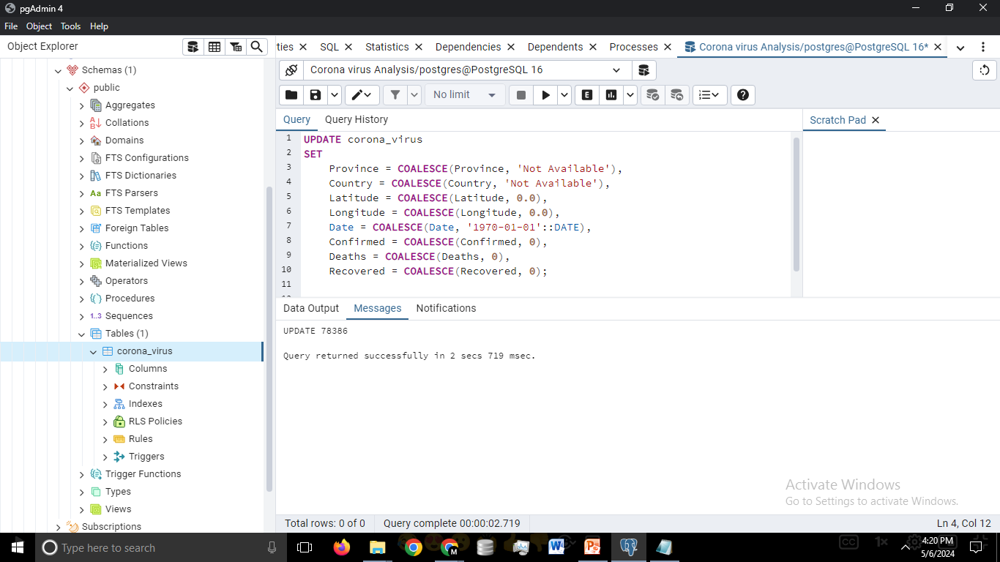 pgAdmin 4
File Object Tools Help
Object Explorer
ties SQL Statistics Dependencies Dependents Processes Corona virus Analysis/postgres@PostgreSQL 16*
Schemas (1)
public
Aggregates
Collations
Domains
FTS Configurations
FTS Dictionaries
Aa FTS Parsers
FTS Templates
Foreign Tables
Functions
Materialized Views
Operators
Procedures
1..3 Sequences
Tables (1)
corona_virus
Columns
Constraints
Indexes
RLS Policies
Rules
Triggers
Trigger Functions
Types
Views
Subscriptions
Corona virus Analysis/postgres@PostgreSQL 16
No limit
E
Query Query History
Scratch Pad
1 UPDATE corona_virus
2 SET
3 Province = COALESCE(Province, 'Not Available'),
4 Country = COALESCE(Country, 'Not Available'),
5 Latitude = COALESCE(Latitude, 0.0),
6 Longitude = COALESCE(Longitude, 0.0),
7 Date = COALESCE(Date, '1970-01-01'::DATE),
8 Confirmed = COALESCE(Confirmed, 0),
9 Deaths = COALESCE(Deaths, 0),
10 Recovered = COALESCE(Recovered, 0);
11
Data Output Messages Notifications
UPDATE 78386
Query returned successfully in 2 secs 719 msec.
Activate Windows
Go to Settings to activate Windows.
Total rows: 0 of 0 Query complete 00:00:02.719 Ln 4, Col 12
Type here to search
CC 1x
4:20 PM
5/6/2024